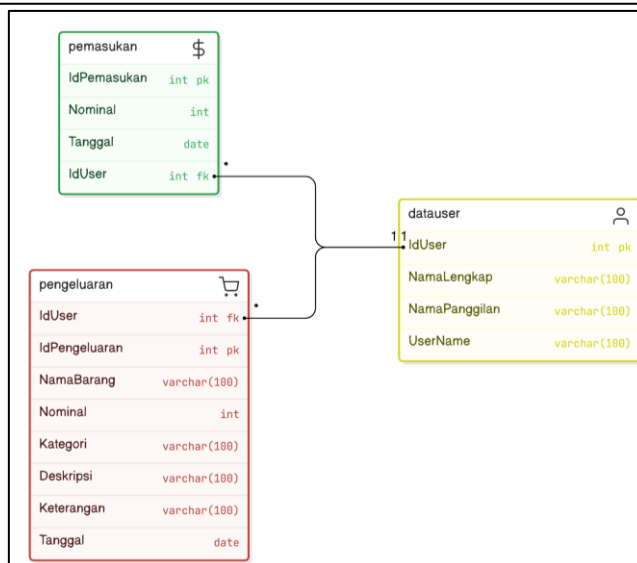 pemasukan
IdPemasukan int pk
Nominal int
Tanggal date
IdUser int fk
*
datauser
1 1
IdUser int pk
NamaLengkap varchar(100)
NamaPanggilan varchar(100)
UserName varchar(100)
pengeluaran
*
IdUser int fk
IdPengeluaran int pk
NamaBarang varchar(100)
Nominal int
Kategori varchar(100)
Deskripsi varchar(100)
Keterangan varchar(100)
Tanggal date